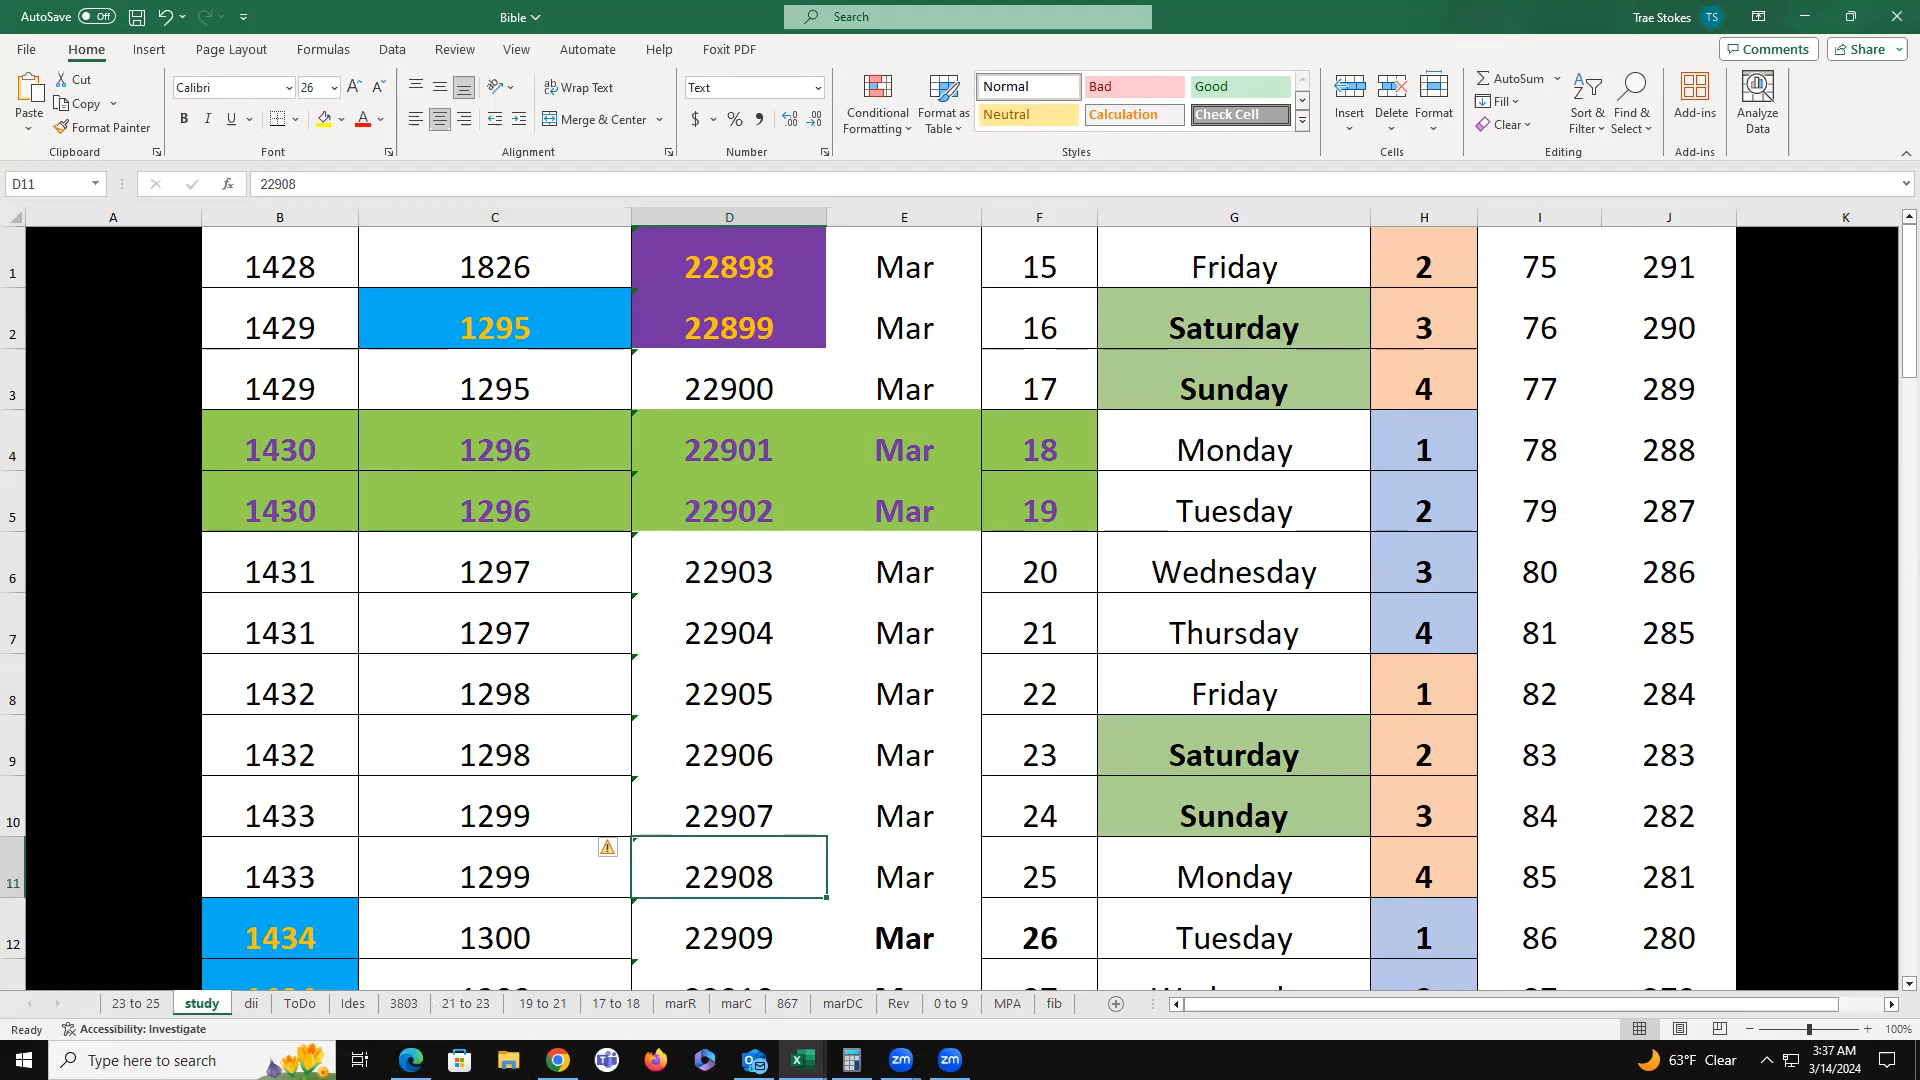 AutoSave Off Bible Search Trae Stokes TS
File Home Insert Page Layout Formulas Data Review View Automate Help Foxit PDF Comments Share
Paste Cut Copy Format Painter
Calibri 26 A A
B I U A
Wrap Text
Merge & Center
Text
$ % 9
Conditional Formatting Format as Table
Normal Bad Good
Neutral Calculation Check Cell
Insert Delete Format
AutoSum Fill Clear
Sort & Filter Find & Select
Add-ins
Analyze Data
Clipboard Font Alignment Number Styles Cells Editing Add-ins
D11 fx 22908
A B C D E F G H I J K
1 1428 1826 22898 Mar 15 Friday 2 75 291
2 1429 1295 22899 Mar 16 Saturday 3 76 290
3 1429 1295 22900 Mar 17 Sunday 4 77 289
4 1430 1296 22901 Mar 18 Monday 1 78 288
5 1430 1296 22902 Mar 19 Tuesday 2 79 287
6 1431 1297 22903 Mar 20 Wednesday 3 80 286
7 1431 1297 22904 Mar 21 Thursday 4 81 285
8 1432 1298 22905 Mar 22 Friday 1 82 284
9 1432 1298 22906 Mar 23 Saturday 2 83 283
10 1433 1299 22907 Mar 24 Sunday 3 84 282
11 1433 1299 22908 Mar 25 Monday 4 85 281
12 1434 1300 22909 Mar 26 Tuesday 1 86 280
23 to 25 study dii ToDo Ides 3803 21 to 23 19 to 21 17 to 18 marR marC 867 marDC Rev 0 to 9 MPA fib
Ready Accessibility: Investigate 100%
Type here to search zm zm 63°F Clear 3:37 AM
3/14/2024